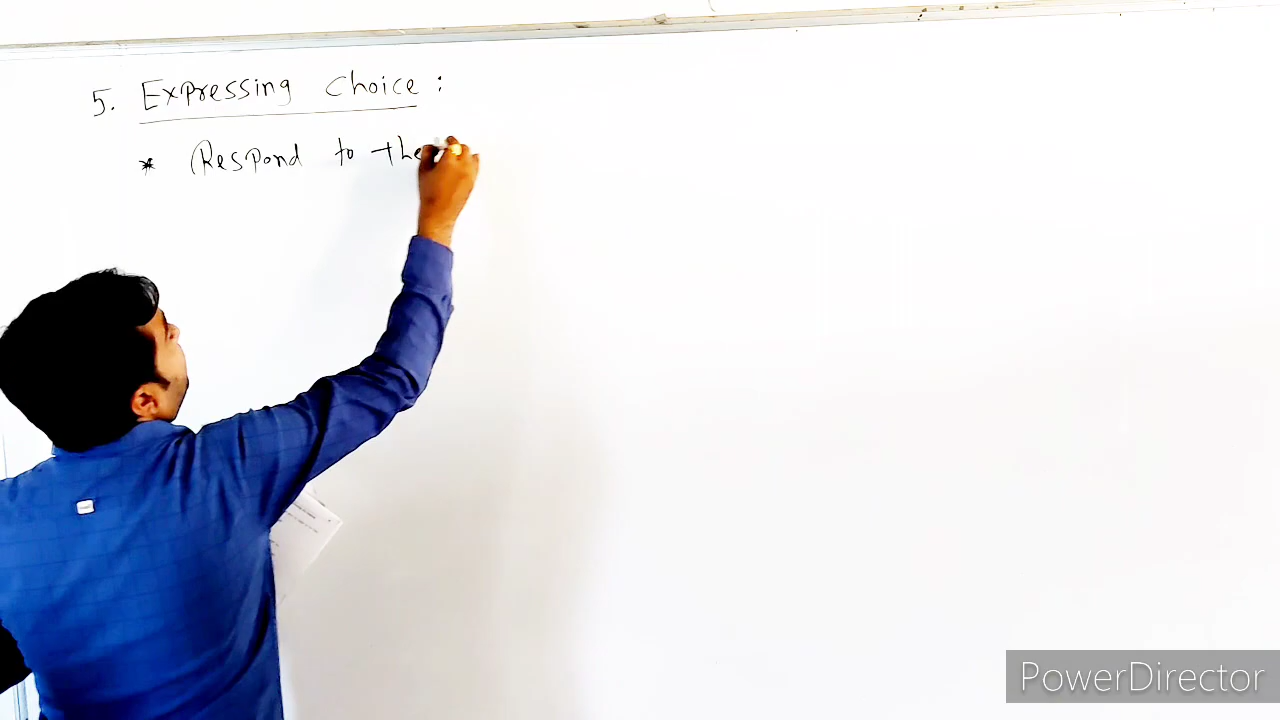 5. Expressing choice :
* Respond to the
PowerDirector